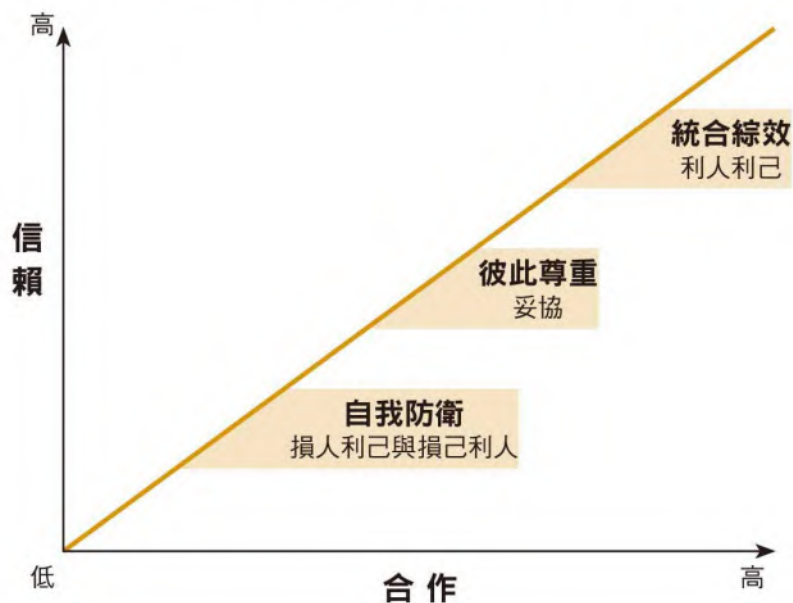 高
統合綜效
利人利己
信賴
彼此尊重
妥協
自我防衛
損人利己與損己利人
低
合作
高